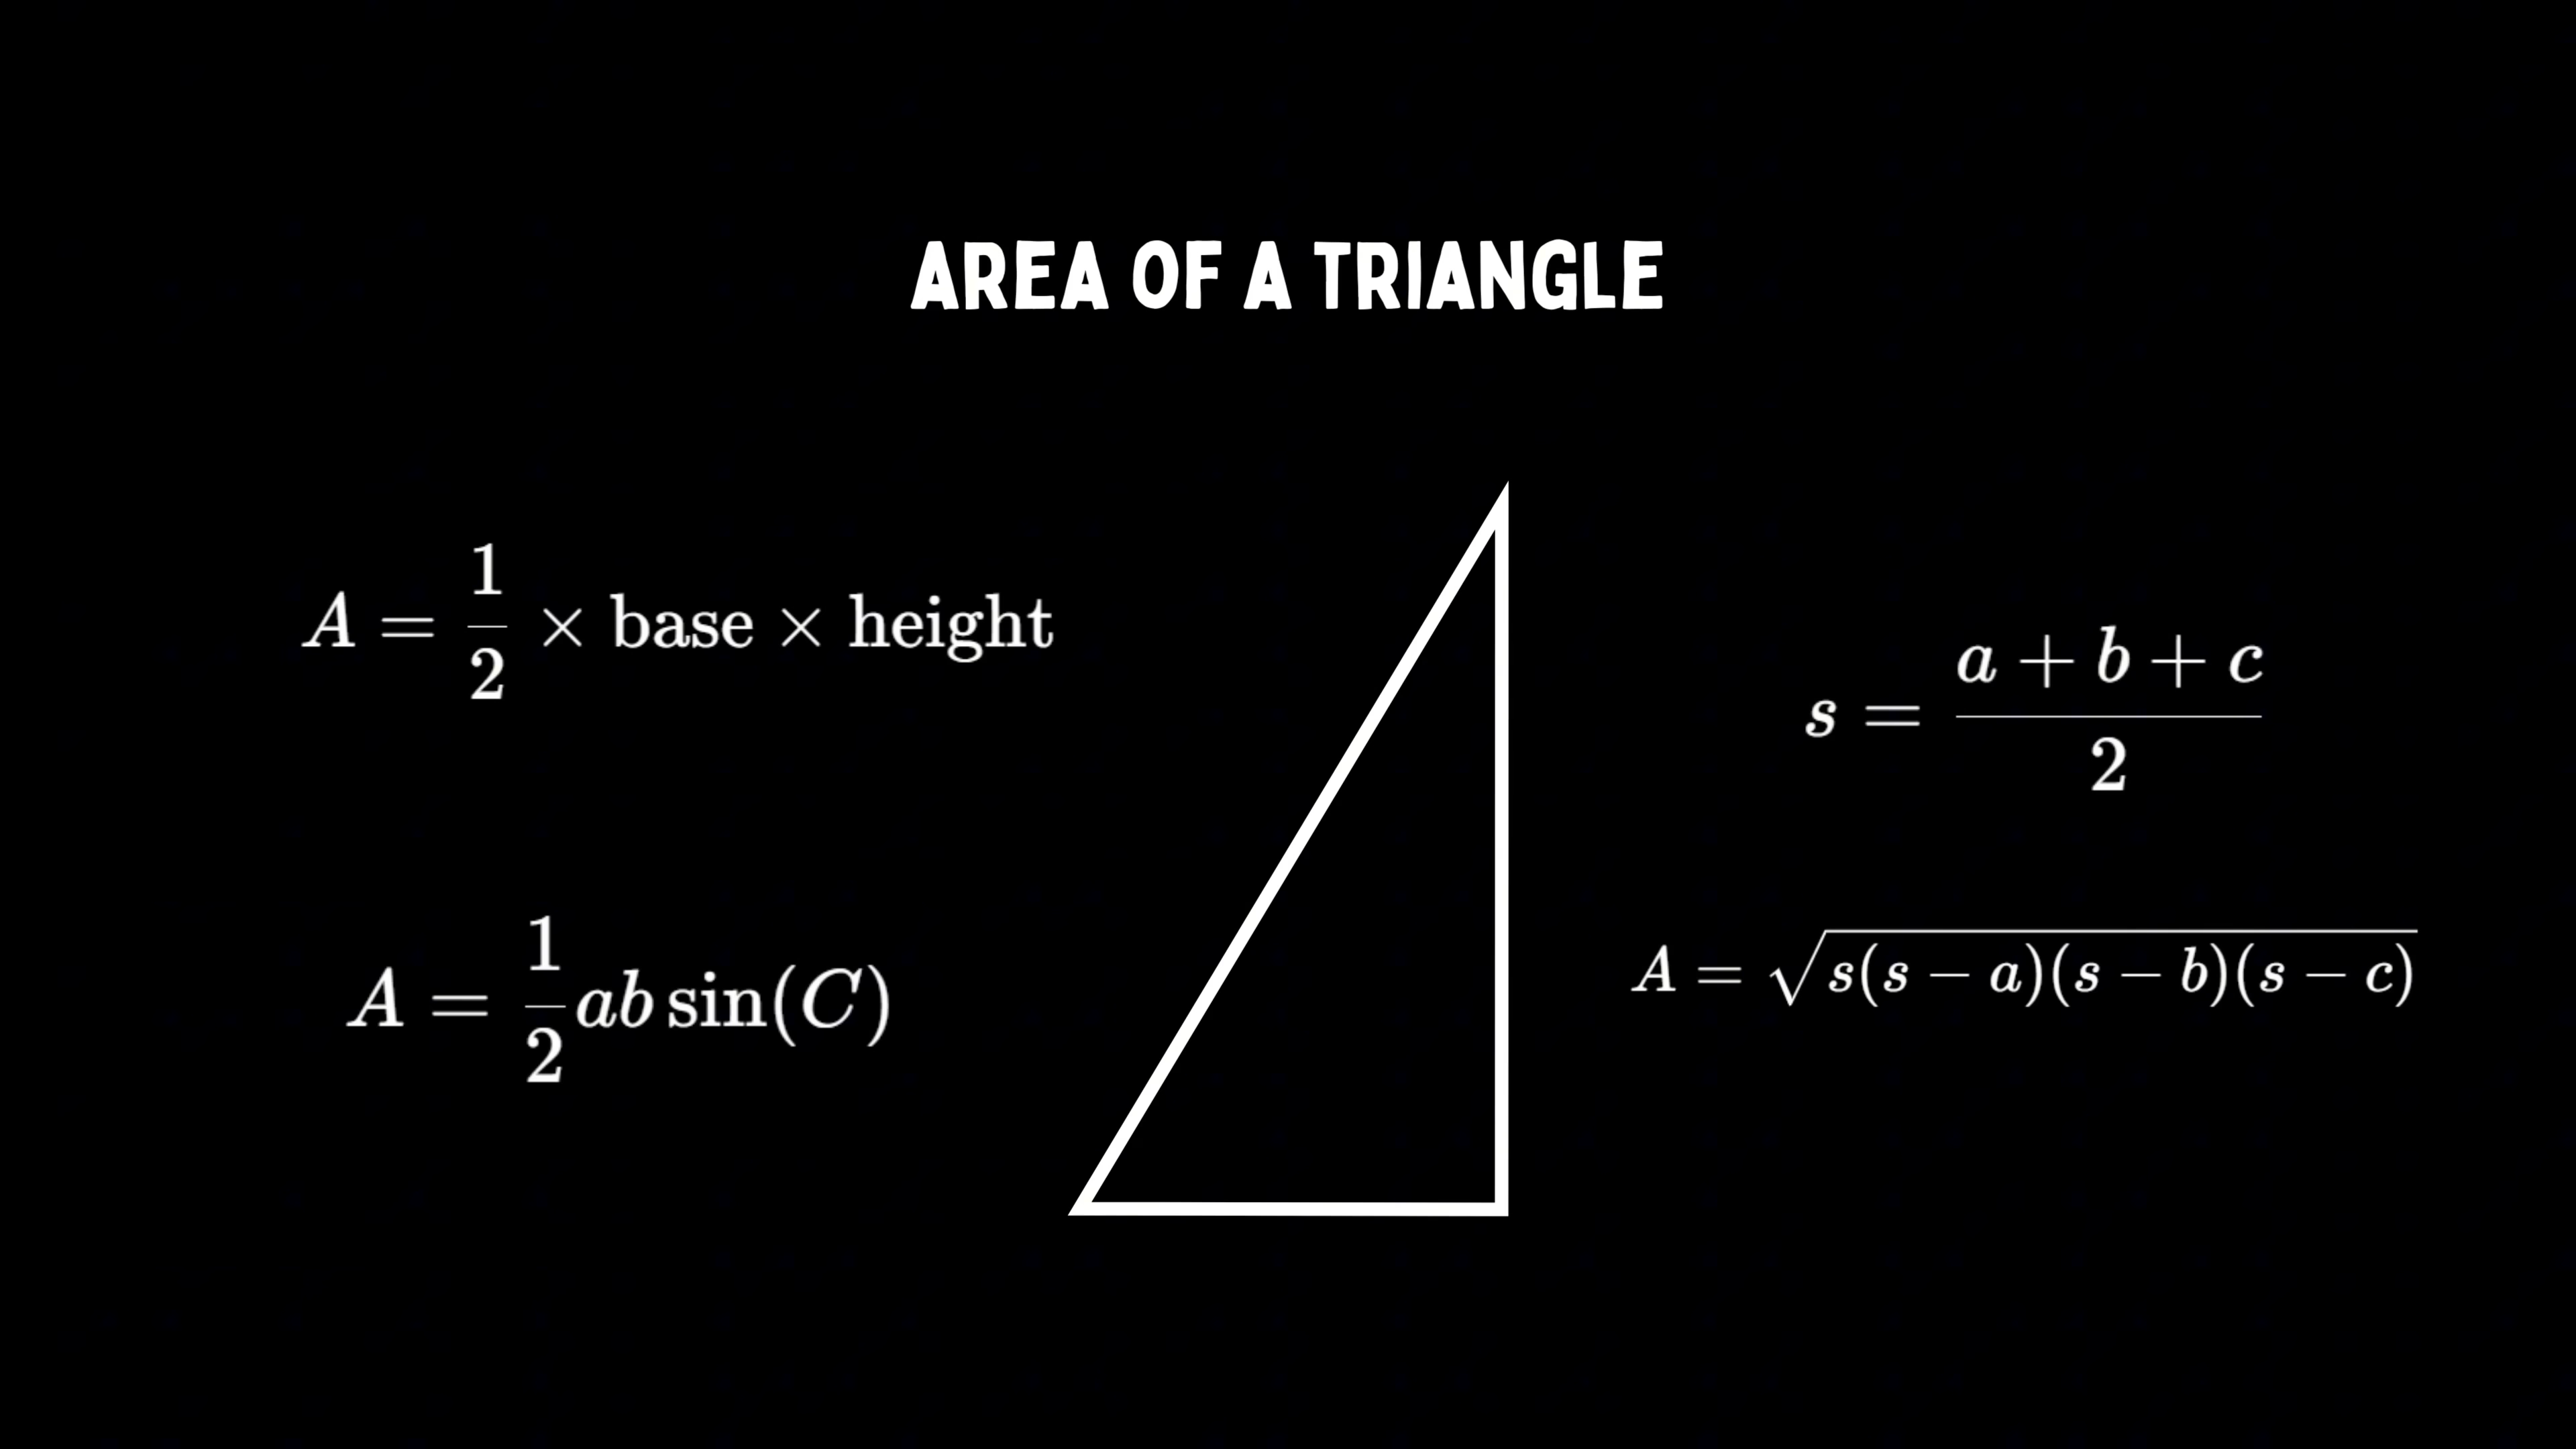 AREA OF A TRIANGLE
A = 1/2 × base × height
A = 1/2 ab sin(C)
s = (a + b + c)/2
A = √(s(s − a)(s − b)(s − c))